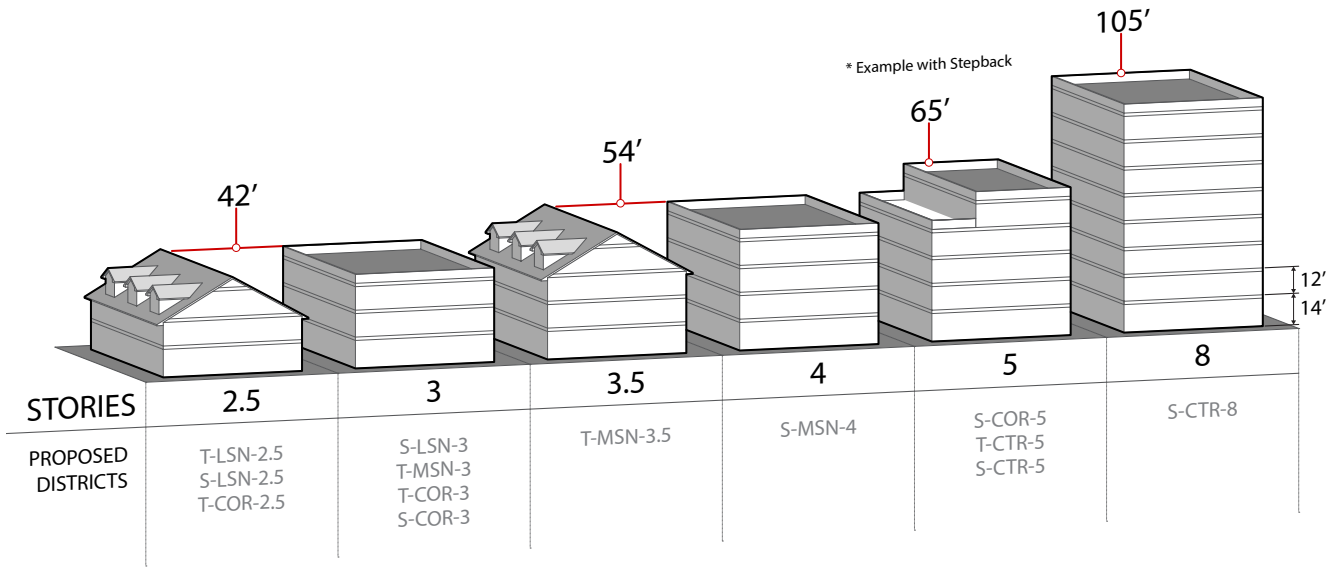 105’
* Example with Stepback
65’
54’
42’
12’
14’
STORIES
2.5
3
3.5
4
5
8
PROPOSED
DISTRICTS
T-LSN-2.5
S-LSN-2.5
T-COR-2.5
S-LSN-3
T-MSN-3
T-COR-3
S-COR-3
T-MSN-3.5
S-MSN-4
S-COR-5
T-CTR-5
S-CTR-5
S-CTR-8